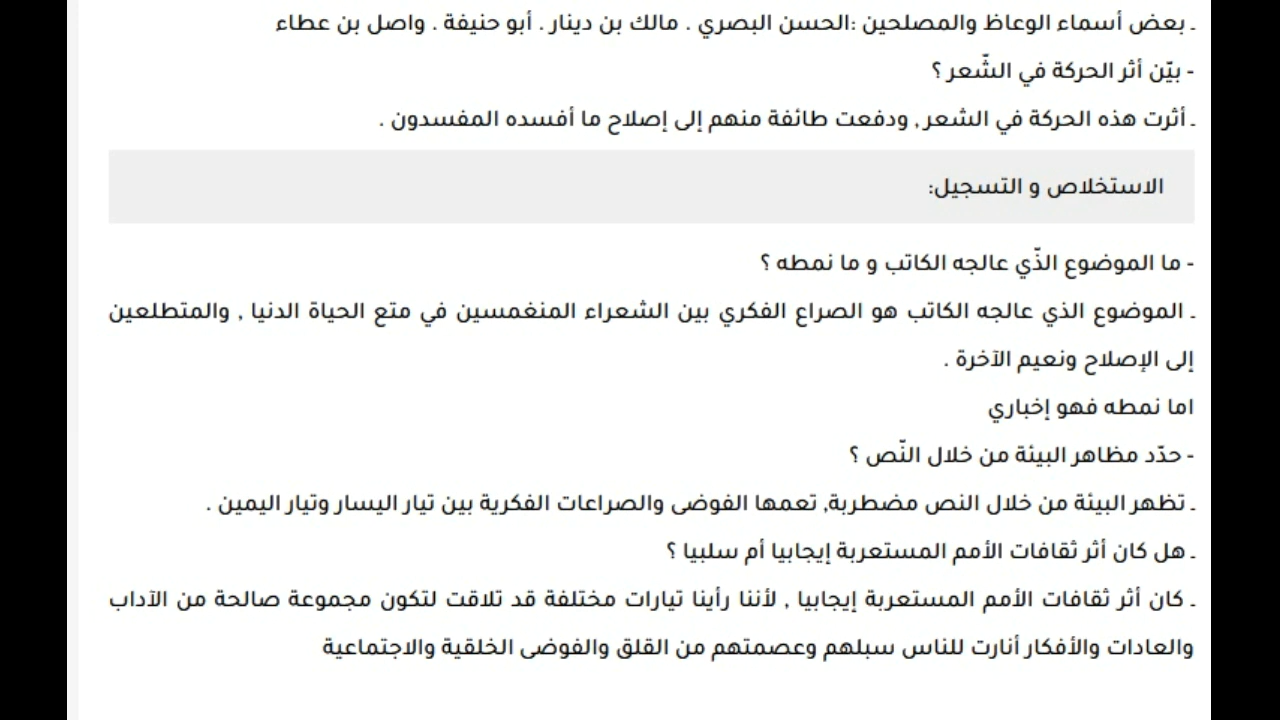 ـ بعض أسماء الوعاظ والمصلحين :الحسن البصري . مالك بن دينار . أبو حنيفة . واصل بن عطاء
- بيّن أثر الحركة في الشّعر ؟
ـ أثرت هذه الحركة في الشعر , ودفعت طائفة منهم إلى إصلاح ما أفسده المفسدون .
الاستخلاص و التسجيل:
- ما الموضوع الذّي عالجه الكاتب و ما نمطه ؟
ـ الموضوع الذي عالجه الكاتب هو الصراع الفكري بين الشعراء المنغمسين في متع الحياة الدنيا , والمتطلعين
إلى الإصلاح ونعيم الآخرة .
اما نمطه فهو إخباري
- حدّد مظاهر البيئة من خلال النّص ؟
ـ تظهر البيئة من خلال النص مضطربة, تعمها الفوضى والصراعات الفكرية بين تيار اليسار وتيار اليمين .
ـ هل كان أثر ثقافات الأمم المستعربة إيجابيا أم سلبيا ؟
ـ كان أثر ثقافات الأمم المستعربة إيجابيا , لأننا رأينا تيارات مختلفة قد تلاقت لتكون مجموعة صالحة من الآداب
والعادات والأفكار أنارت للناس سبلهم وعصمتهم من القلق والفوضى الخلقية والاجتماعية